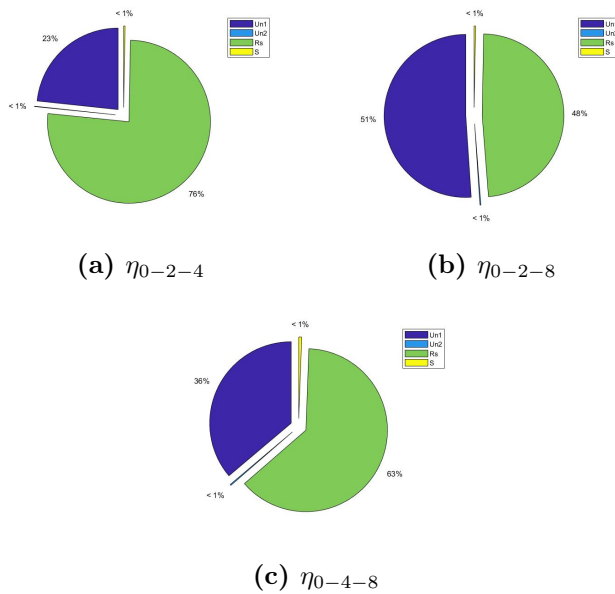 < 1%
23%
< 1%
76%
Un1
Un2
Rs
S
(a) η0−2−4
< 1%
51%
48%
< 1%
Un1
Un2
Rs
S
(b) η0−2−8
< 1%
36%
< 1%
63%
Un1
Un2
Rs
S
(c) η0−4−8